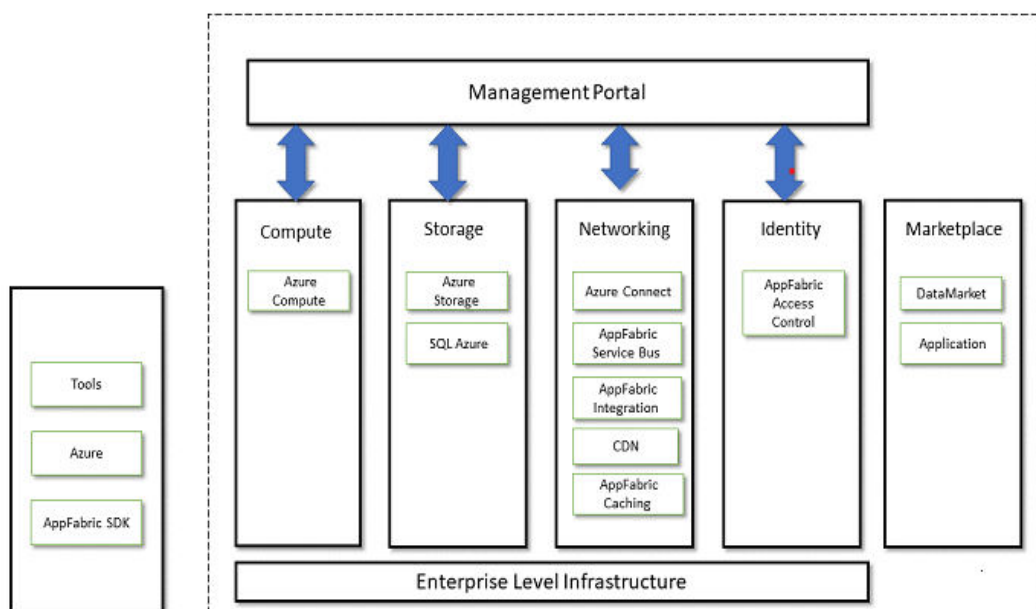 Management Portal
Compute
Azure
Compute
Storage
Azure
Storage
SQL Azure
Networking
Azure Connect
AppFabric
Service Bus
AppFabric
Integration
CDN
AppFabric
Caching
Identity
AppFabric
Access
Control
Marketplace
DataMarket
Application
Tools
Azure
AppFabric SDK
Enterprise Level Infrastructure